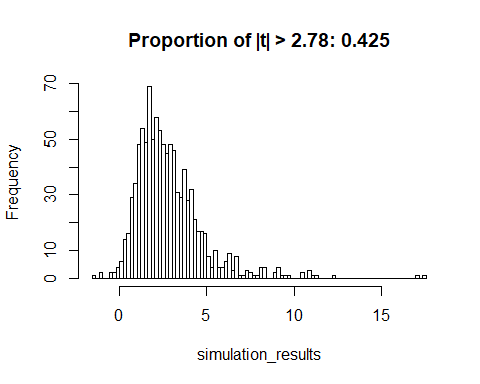 Proportion of |t| > 2.78: 0.425
Frequency
70
50
30
10
0
0 5 10 15
simulation_results